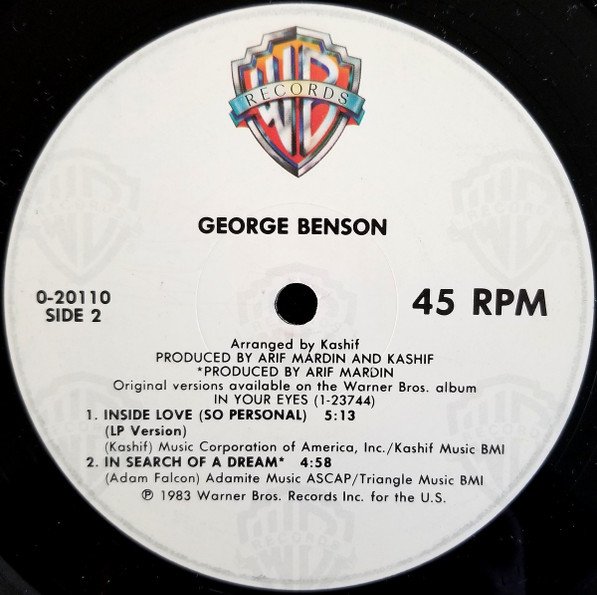 WB
RECORDS
GEORGE BENSON
0-20110
SIDE 2
45 RPM
Arranged by Kashif
PRODUCED BY ARIF MARDIN AND KASHIF
*PRODUCED BY ARIF MARDIN
Original versions available on the Warner Bros. album
IN YOUR EYES (1-23744)
1. INSIDE LOVE (SO PERSONAL) 5:13
(LP Version)
(Kashif) Music Corporation of America, Inc./Kashif Music BMI
2. IN SEARCH OF A DREAM* 4:58
(Adam Falcon) Adamite Music ASCAP/Triangle Music BMI
℗ 1983 Warner Bros. Records Inc. for the U.S.